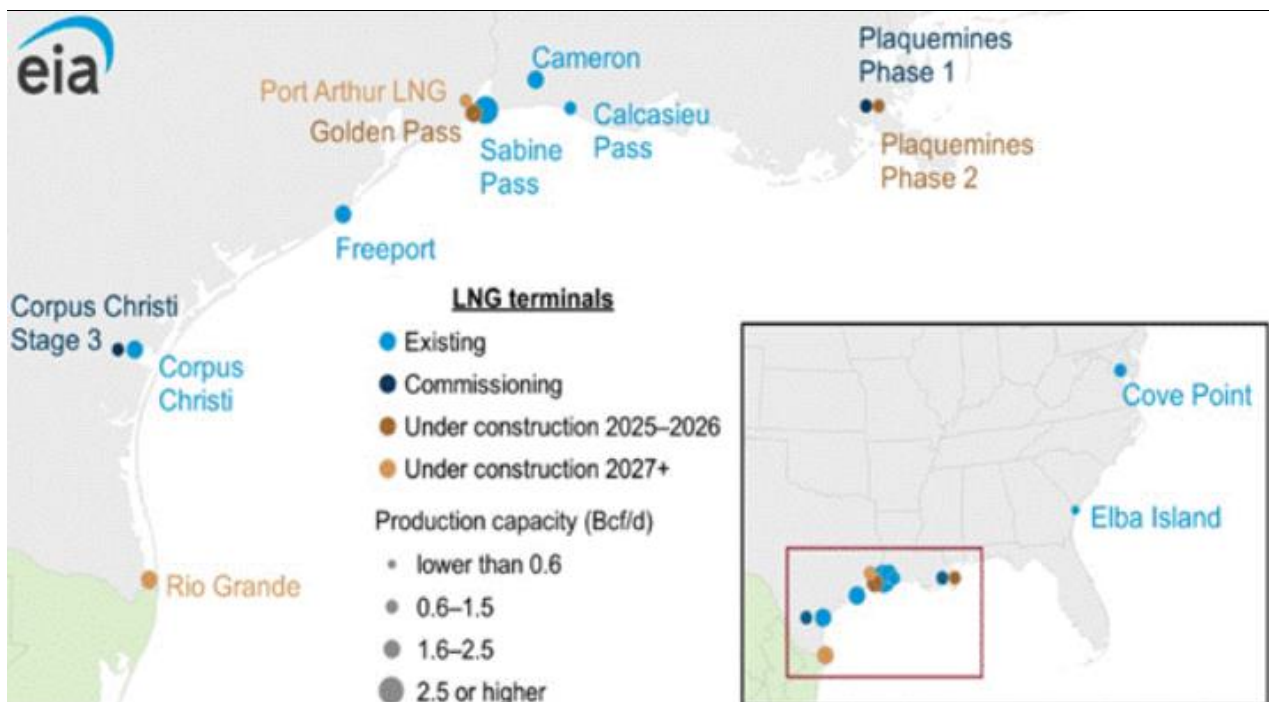 eia
Cameron
Plaquemines
Phase 1
Port Arthur LNG
Golden Pass
Calcasieu
Pass
Sabine
Pass
Plaquemines
Phase 2
Freeport
Corpus Christi
Stage 3
Corpus
Christi
Rio Grande
LNG terminals
Existing
Commissioning
Under construction 2025–2026
Under construction 2027+
Production capacity (Bcf/d)
lower than 0.6
0.6–1.5
1.6–2.5
2.5 or higher
Cove Point
Elba Island